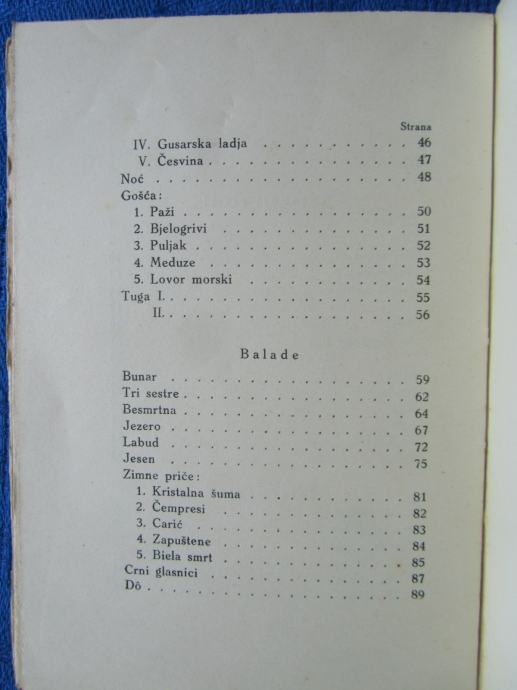 Strana
IV. Gusarska ladja . . . . . . . . . . . 46
V. Česvina . . . . . . . . . . . . . . 47
Noć . . . . . . . . . . . . . . . . . 48
Gošća:
1. Paži . . . . . . . . . . . . . . . 50
2. Bjelogrivi . . . . . . . . . . . . . 51
3. Puljak . . . . . . . . . . . . . . 52
4. Meduze . . . . . . . . . . . . . 53
5. Lovor morski . . . . . . . . . . . . 54
Tuga I. . . . . . . . . . . . . . . . . 55
II. . . . . . . . . . . . . . . . . 56
Balade
Bunar . . . . . . . . . . . . . . . . 59
Tri sestre . . . . . . . . . . . . . . . 62
Besmrtna . . . . . . . . . . . . . . . 64
Jezero . . . . . . . . . . . . . . . . 67
Labud . . . . . . . . . . . . . . . . 72
Jesen . . . . . . . . . . . . . . . . 75
Zimne priče:
1. Kristalna šuma . . . . . . . . . . . 81
2. Čempresi . . . . . . . . . . . . . 82
3. Carić . . . . . . . . . . . . . . 83
4. Zapuštene . . . . . . . . . . . . . 84
5. Biela smrt . . . . . . . . . . . . . 85
Crni glasnici . . . . . . . . . . . . . . 87
Dô . . . . . . . . . . . . . . . . . . 89